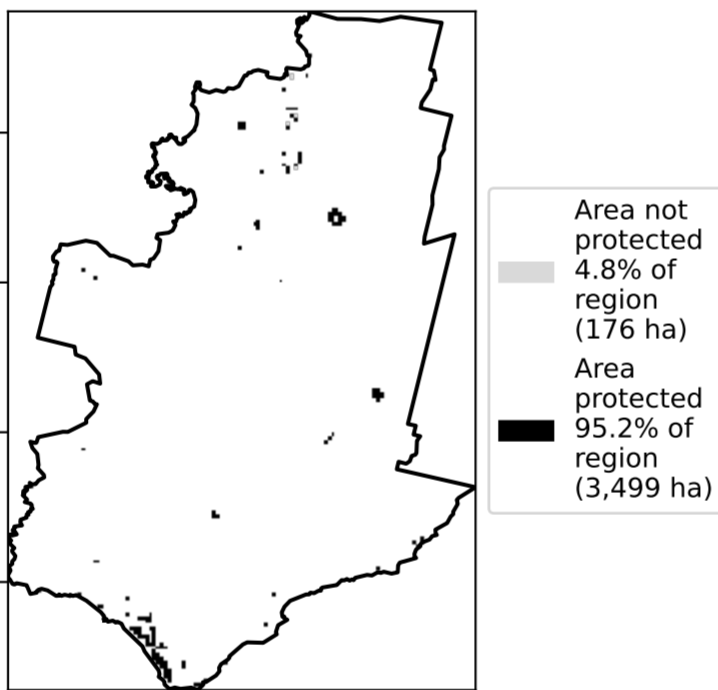 Area not
protected
4.8% of
region
(176 ha)
Area
protected
95.2% of
region
(3,499 ha)